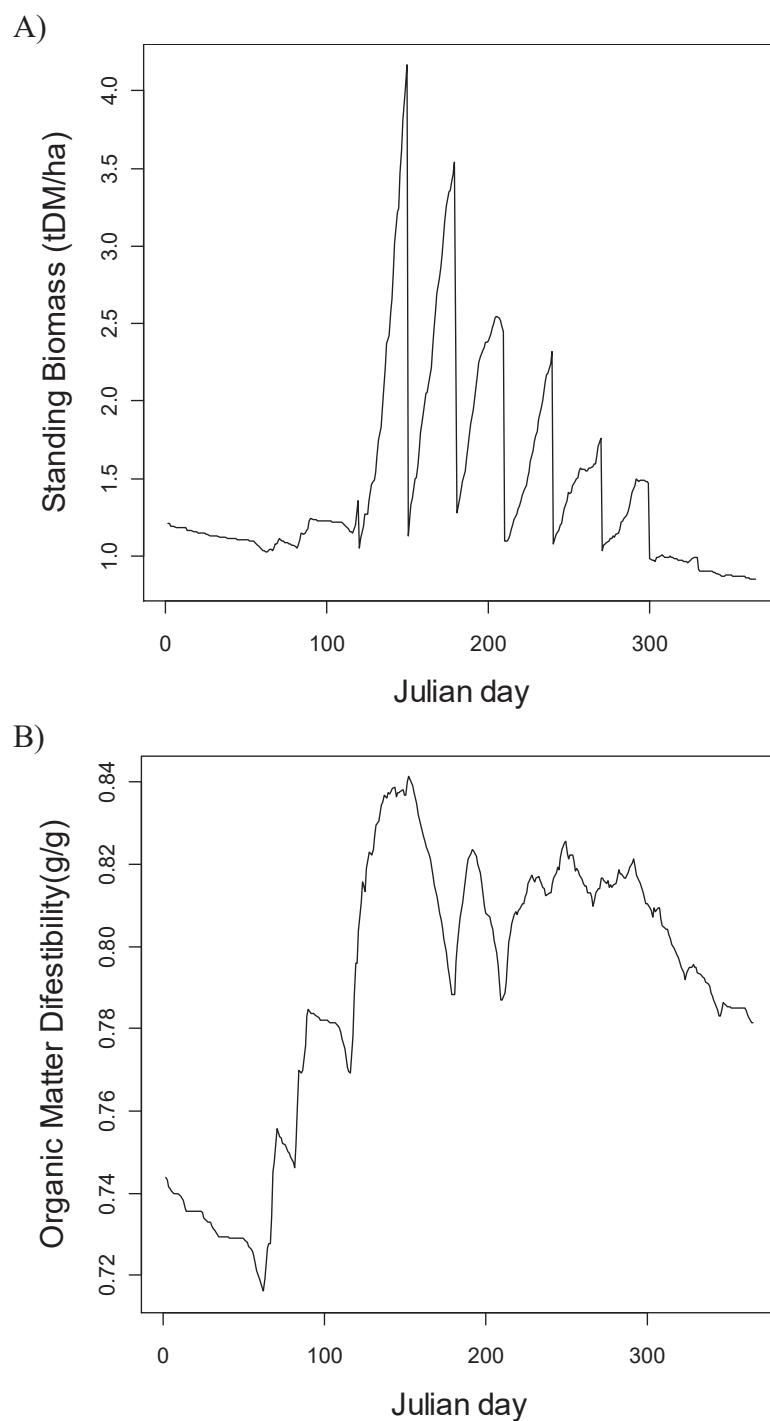 A)
Standing Biomass (tDM/ha)
4.0
3.5
3.0
2.5
2.0
1.5
1.0
0 100 200 300
Julian day
B)
Organic Matter Difestibility(g/g)
0.84
0.82
0.80
0.78
0.76
0.74
0.72
0 100 200 300
Julian day